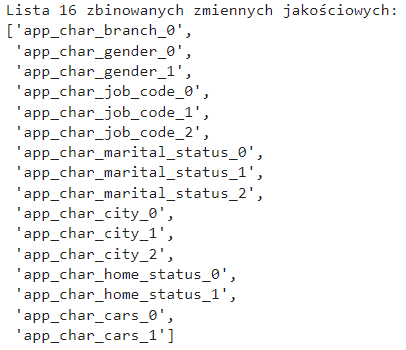 Lista 16 zbinowanych zmiennych jakościowych:
['app_char_branch_0',
'app_char_gender_0',
'app_char_gender_1',
'app_char_job_code_0',
'app_char_job_code_1',
'app_char_job_code_2',
'app_char_marital_status_0',
'app_char_marital_status_1',
'app_char_marital_status_2',
'app_char_city_0',
'app_char_city_1',
'app_char_city_2',
'app_char_home_status_0',
'app_char_home_status_1',
'app_char_cars_0',
'app_char_cars_1']